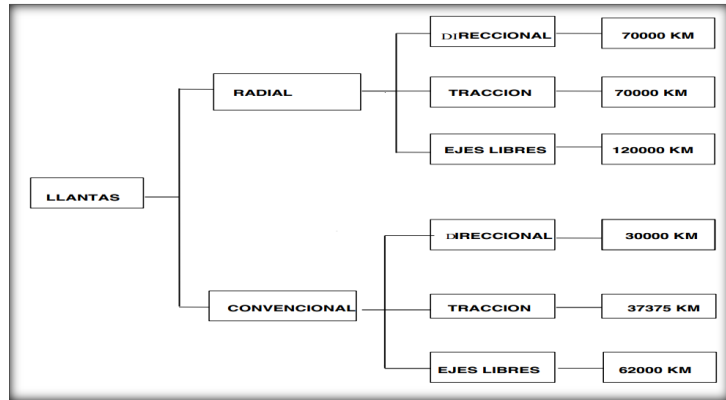 DIRECCIONAL
70000 KM
RADIAL
TRACCION
70000 KM
EJES LIBRES
120000 KM
LLANTAS
DIRECCIONAL
30000 KM
CONVENCIONAL
TRACCION
37375 KM
EJES LIBRES
62000 KM